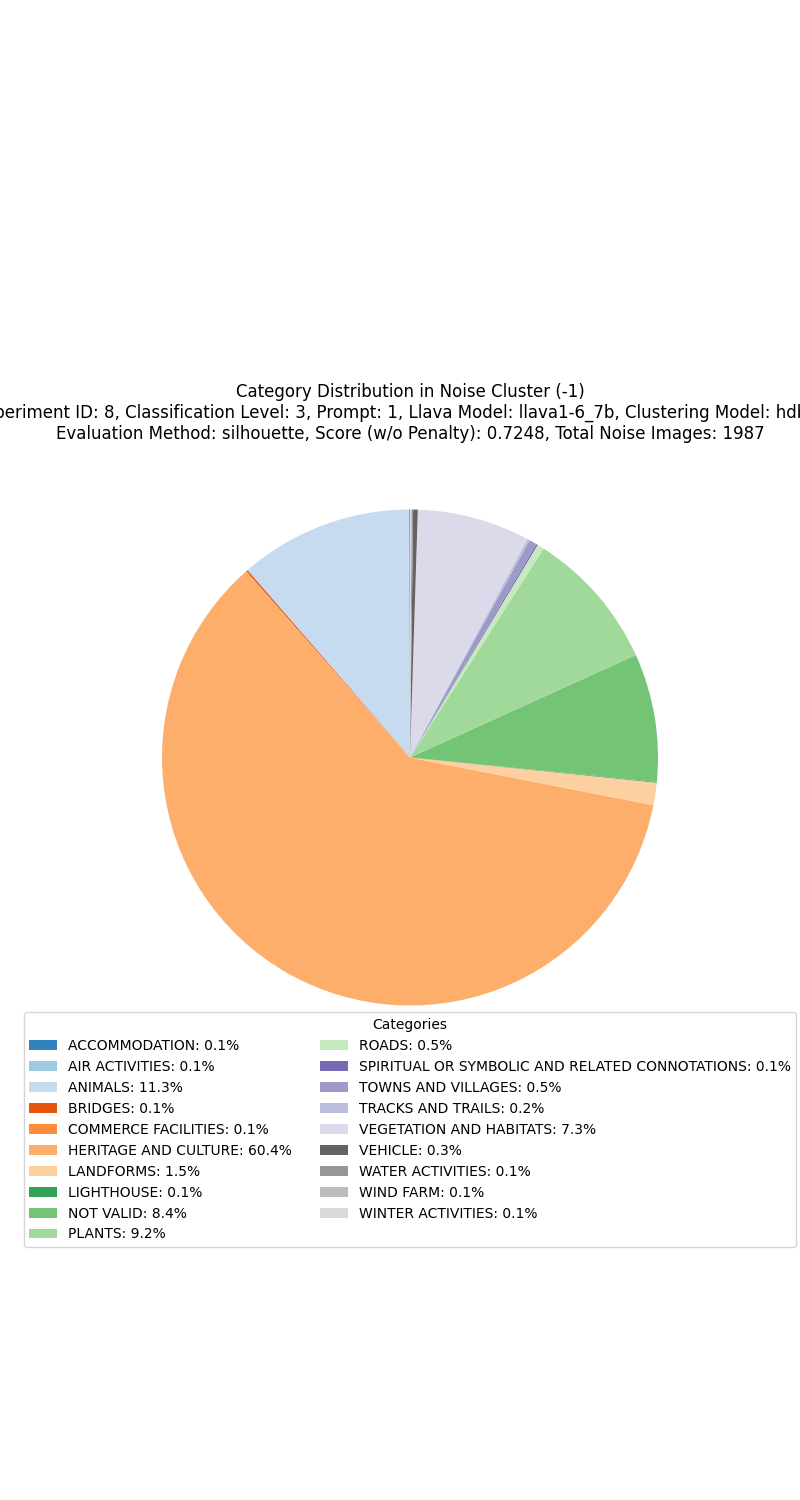 Category Distribution in Noise Cluster (-1)
periment ID: 8, Classification Level: 3, Prompt: 1, Llava Model: llava1-6_7b, Clustering Model:
Evaluation Method: silhouette, Score (w/o Penalty): 0.7248, Total Noise Images: 1987
Categories
ACCOMMODATION: 0.1%
AIR ACTIVITIES: 0.1%
ANIMALS: 11.3%
BRIDGES: 0.1%
COMMERCE FACILITIES: 0.1%
HERITAGE AND CULTURE: 60.4%
LANDFORMS: 1.5%
LIGHTHOUSE: 0.1%
NOT VALID: 8.4%
PLANTS: 9.2%
ROADS: 0.5%
SPIRITUAL OR SYMBOLIC AND RELATED CONNOTATIONS: 0.1%
TOWNS AND VILLAGES: 0.5%
TRACKS AND TRAILS: 0.2%
VEGETATION AND HABITATS: 7.3%
VEHICLE: 0.3%
WATER ACTIVITIES: 0.1%
WIND FARM: 0.1%
WINTER ACTIVITIES: 0.1%